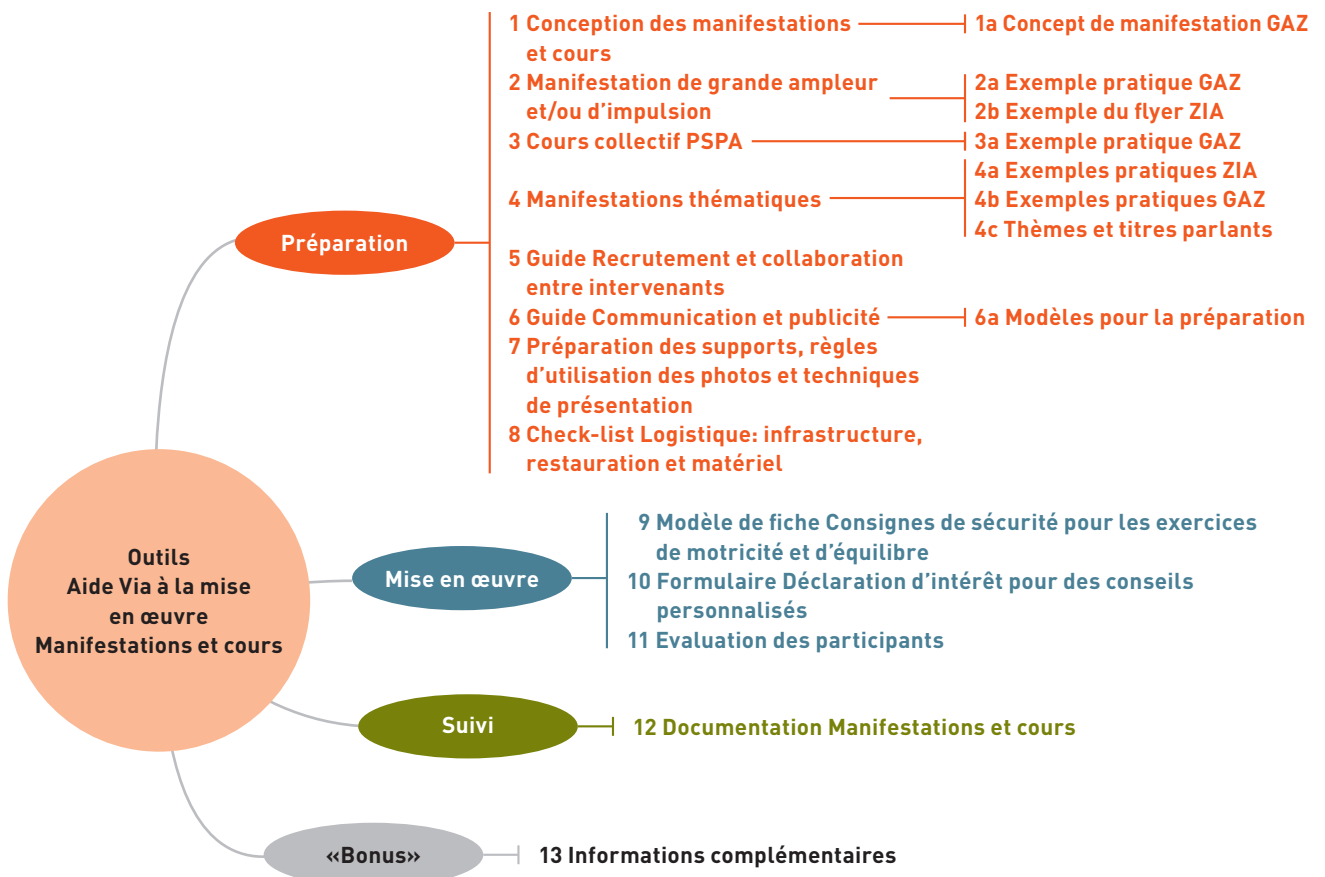 1 Conception des manifestations
et cours
1a Concept de manifestation GAZ
2 Manifestation de grande ampleur
et/ou d’impulsion
2a Exemple pratique GAZ
2b Exemple du flyer ZIA
3 Cours collectif PSPA
3a Exemple pratique GAZ
4 Manifestations thématiques
4a Exemples pratiques ZIA
4b Exemples pratiques GAZ
4c Thèmes et titres parlants
Préparation
5 Guide Recrutement et collaboration
entre intervenants
6 Guide Communication et publicité
6a Modèles pour la préparation
7 Préparation des supports, règles
d’utilisation des photos et techniques
de présentation
8 Check-list Logistique: infrastructure,
restauration et matériel
Outils
Aide Via à la mise
en œuvre
Manifestations et cours
Mise en œuvre
9 Modèle de fiche Consignes de sécurité pour les exercices
de motricité et d’équilibre
10 Formulaire Déclaration d’intérêt pour des conseils
personnalisés
11 Evaluation des participants
Suivi
12 Documentation Manifestations et cours
«Bonus»
13 Informations complémentaires